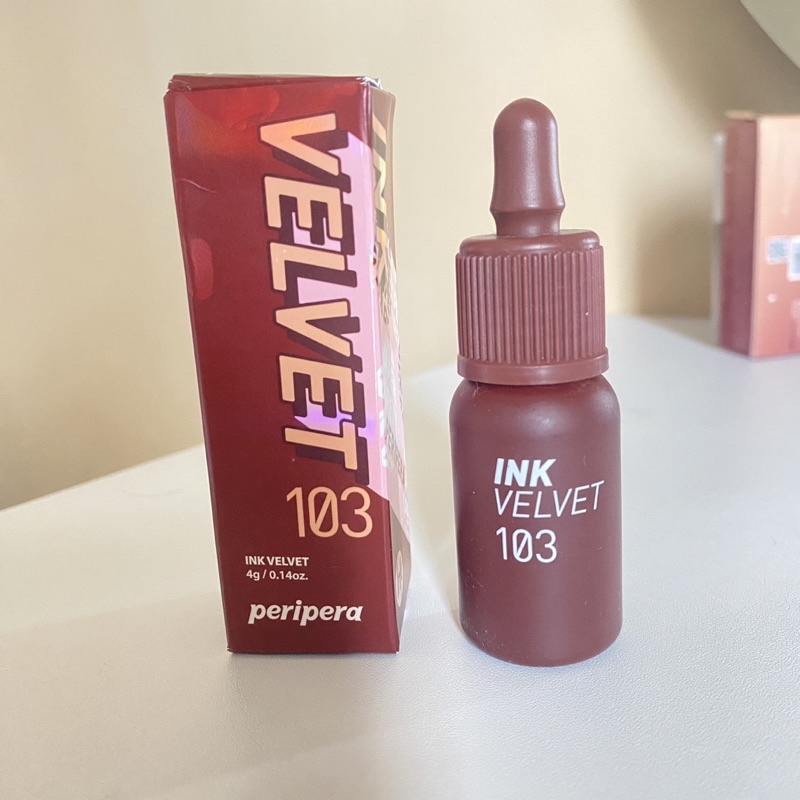 VELVET
103
INK VELVET
4g / 0.14oz.
peripera
INK
VELVET
103